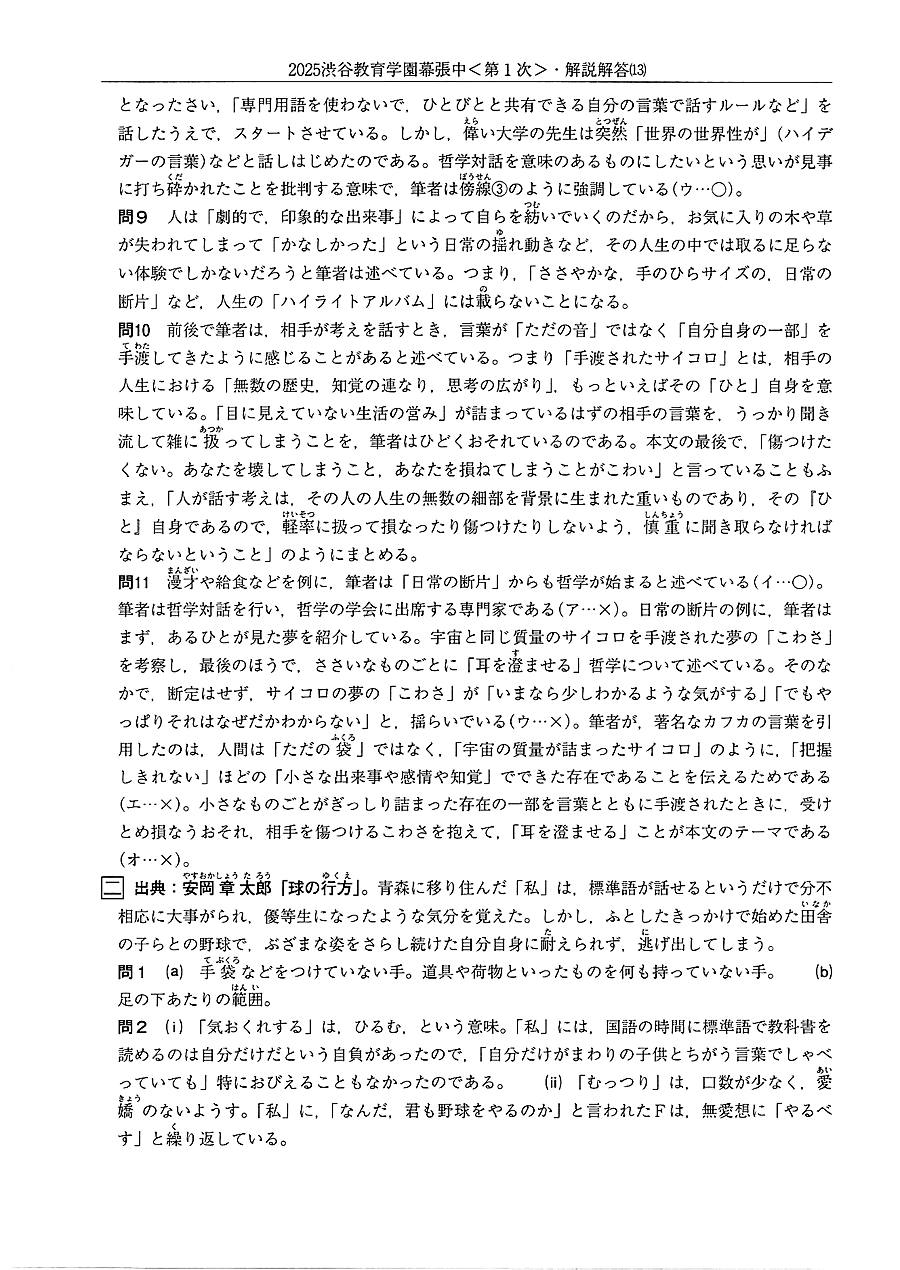 2025渋谷教育学園幕張中＜第１次＞・解説解答⒀
となったさい，「専門用語を使わないで，ひとびとと共有できる自分の言葉で話すルールなど」を
話したうえで，スタートさせている。しかし，偉い大学の先生は突然「世界の世界性が」（ハイデ
ガーの言葉）などと話しはじめたのである。哲学対話を意味のあるものにしたいという思いが見事
に打ち砕かれたことを批判する意味で，筆者は傍線③のように強調している（ウ…○）。
問９　人は「劇的で，印象的な出来事」によって自らを紡いでいくのだから，お気に入りの木や草
が失われてしまって「かなしかった」という日常の揺れ動きなど，その人生の中では取るに足らな
い体験でしかないだろうと筆者は述べている。つまり，「ささやかな，手のひらサイズの，日常の
断片」など，人生の「ハイライトアルバム」には載らないことになる。
問10　前後で筆者は，相手が考えを話すとき，言葉が「ただの音」ではなく「自分自身の一部」を
手渡してきたように感じることがあると述べている。つまり「手渡されたサイコロ」とは，相手の
人生における「無数の歴史，知覚の連なり，思考の広がり」，もっといえばその「ひと」自身を意
味している。「目に見えていない生活の営み」が詰まっているはずの相手の言葉を，うっかり聞き
流して雑に扱ってしまうことを，筆者はひどくおそれているのである。本文の最後で，「傷つけた
くない。あなたを壊してしまうこと，あなたを損ねてしまうことがこわい」と言っていることもふ
まえ，「人が話す考えは，その人の人生の無数の細部を背景に生まれた重いものであり，その『ひ
と』自身であるので，軽率に扱って損なったり傷つけたりしないよう，慎重に聞き取らなければ
ならないということ」のようにまとめる。
問11　漫才や給食などを例に，筆者は「日常の断片」からも哲学が始まると述べている（イ…○）。
筆者は哲学対話を行い，哲学の学会に出席する専門家である（ア…×）。日常の断片の例に，筆者は
まず，あるひとが見た夢を紹介している。宇宙と同じ質量のサイコロを手渡された夢の「こわさ」
を考察し，最後のほうで，ささいなものごとに「耳を澄ませる」哲学について述べている。そのな
かで，断定はせず，サイコロの夢の「こわさ」が「いまなら少しわかるような気がする」「でもや
っぱりそれはなぜだかわからない」と，揺らいでいる（ウ…×）。筆者が，著名なカフカの言葉を引
用したのは，人間は「ただの袋」ではなく，「宇宙の質量が詰まったサイコロ」のように，「把握
しきれない」ほどの「小さな出来事や感情や知覚」でできた存在であることを伝えるためである
（エ…×）。小さなものごとがぎっしり詰まった存在の一部を言葉とともに手渡されたときに，受け
とめ損なうおそれ，相手を傷つけるこわさを抱えて，「耳を澄ませる」ことが本文のテーマである
（オ…×）。
二　出典：安岡章太郎「球の行方」。青森に移り住んだ「私」は，標準語が話せるというだけで分不
相応に大事がられ，優等生になったような気分を覚えた。しかし，ふとしたきっかけで始めた田舎
の子らとの野球で，ぶざまな姿をさらし続けた自分自身に耐えられず，逃げ出してしまう。
問１　(a)　手袋などをつけていない手。道具や荷物といったものを何も持っていない手。　　(b)
足の下あたりの範囲。
問２　(i)　「気おくれする」は，ひるむ，という意味。「私」には，国語の時間に標準語で教科書を
読めるのは自分だけだという自負があったので，「自分だけがまわりの子供とちがう言葉でしゃべ
っていても」特におびえることもなかったのである。　　(ii)　「むっつり」は，口数が少なく，愛
嬌のないようす。「私」に，「なんだ，君も野球をやるのか」と言われたＦは，無愛想に「やるべ
す」と繰り返している。